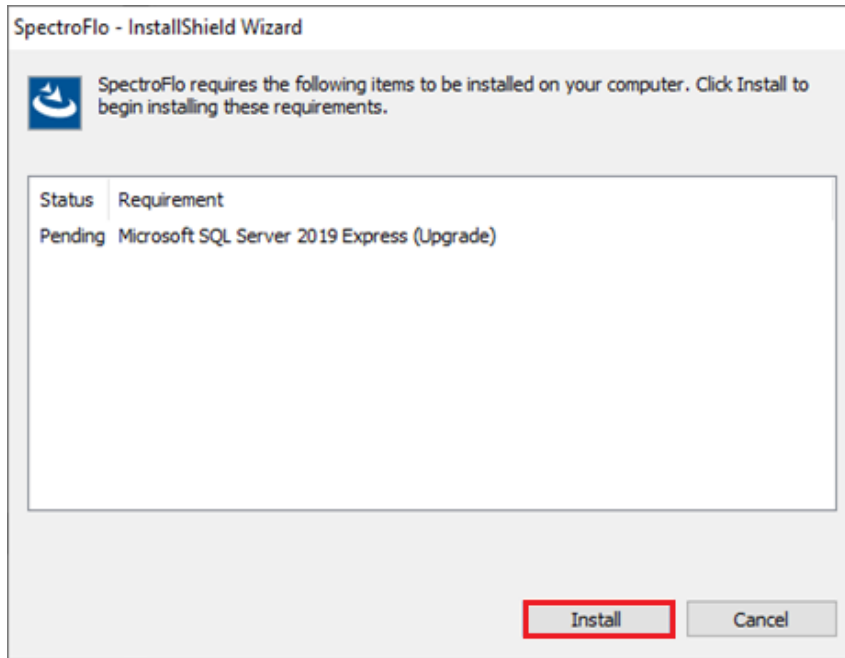 SpectroFlo - InstallShield Wizard
SpectroFlo requires the following items to be installed on your computer. Click Install to
begin installing these requirements.
Status Requirement
Pending Microsoft SQL Server 2019 Express (Upgrade)
Install Cancel